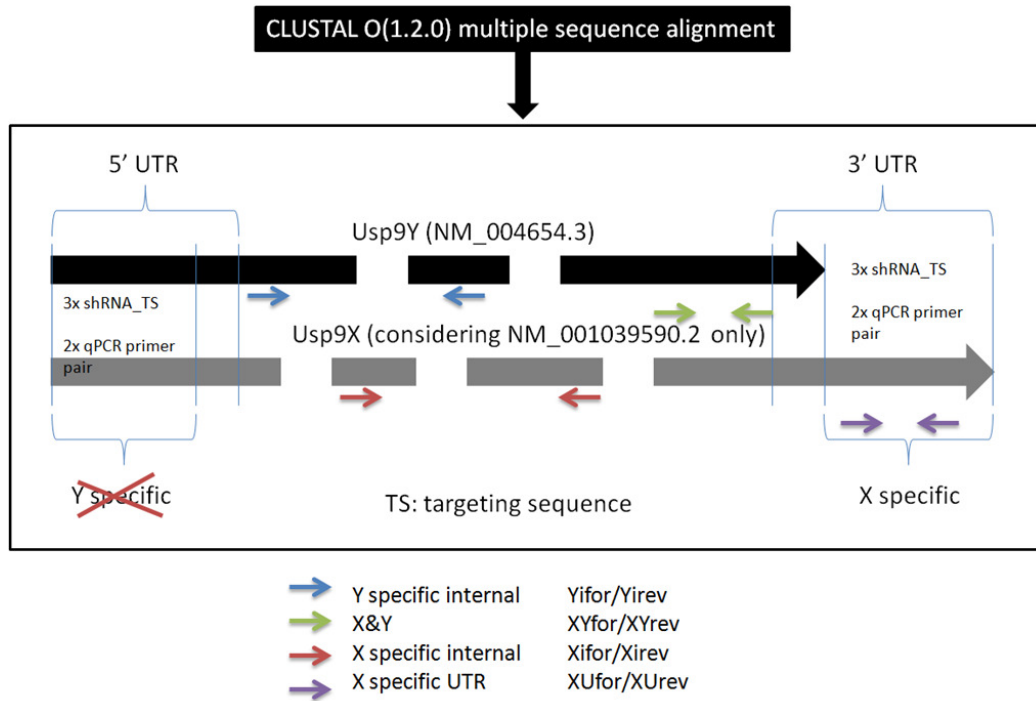 CLUSTAL O(1.2.0) multiple sequence alignment
5’ UTR
3’ UTR
Usp9Y (NM_004654.3)
3x shRNA_TS
2x qPCR primer
pair
3x shRNA_TS
2x qPCR primer
pair
Usp9X (considering NM_001039590.2 only)
Y specific
TS: targeting sequence
X specific
Y specific internal Yifor/Yirev
X&Y XYfor/XYrev
X specific internal Xifor/Xirev
X specific UTR XUfor/XUrev